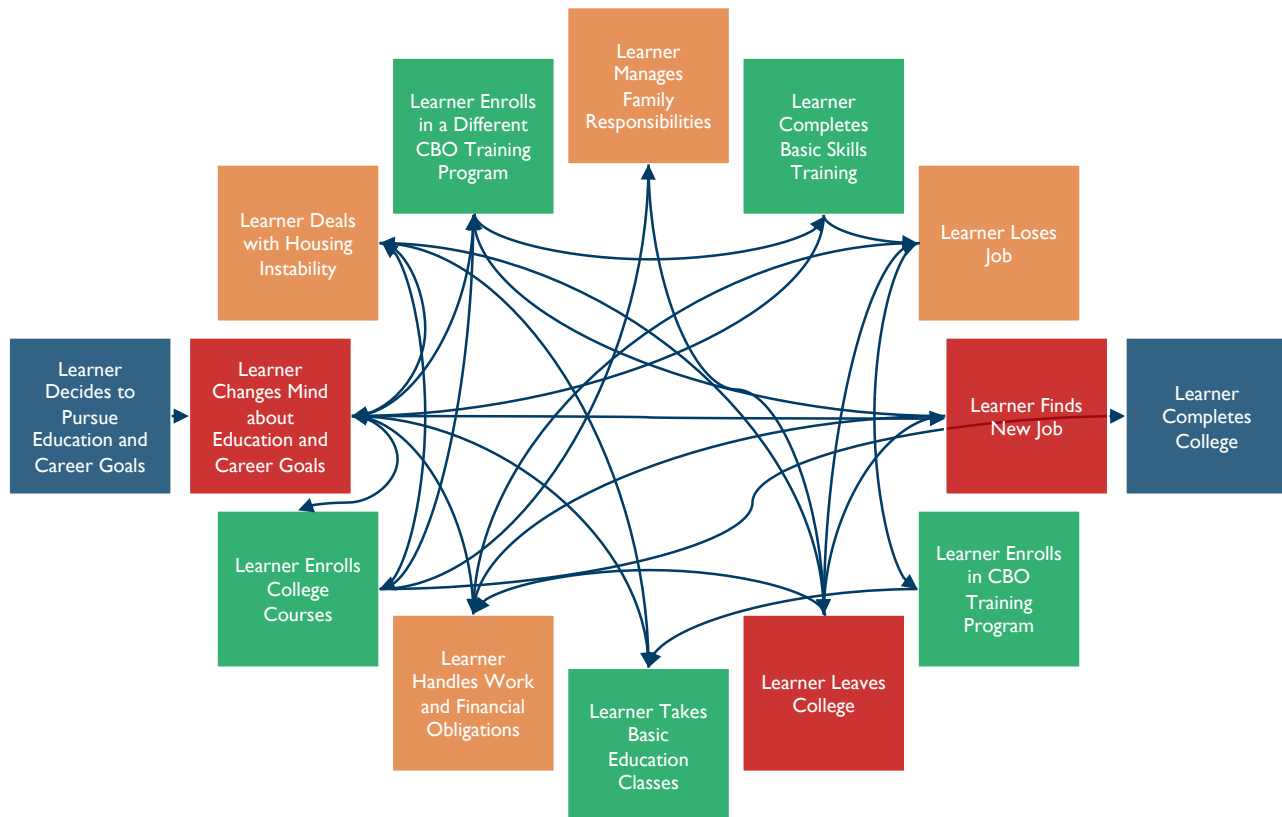 Learner
Manages
Family
Responsibilities
Learner Enrolls
in a Different
CBO Training
Program
Learner
Completes
Basic Skills
Training
Learner Deals
with Housing
Instability
Learner Loses
Job
Learner
Decides to
Pursue
Education and
Career Goals
Learner
Changes Mind
about
Education and
Career Goals
Learner Finds
New Job
Learner
Completes
College
Learner Enrolls
College
Courses
Learner Enrolls
in CBO
Training
Program
Learner
Handles Work
and Financial
Obligations
Learner Takes
Basic
Education
Classes
Learner Leaves
College